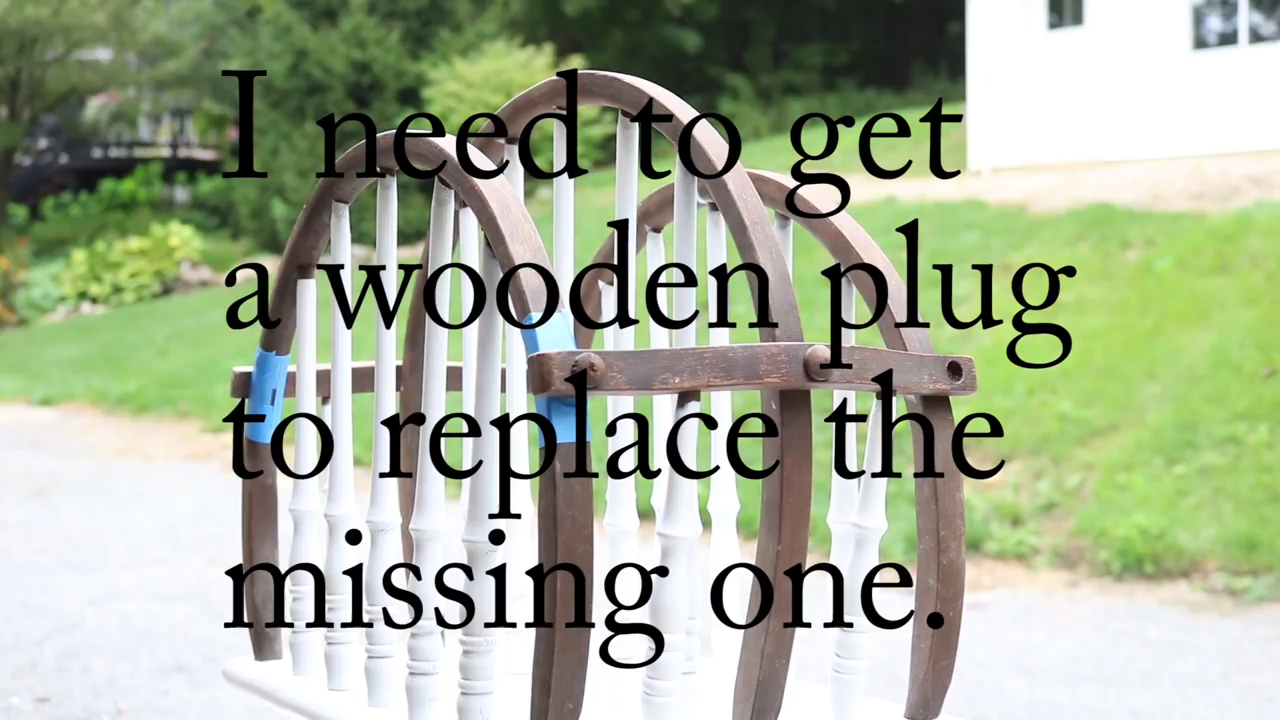 I need to get
a wooden plug
to replace the
missing one.